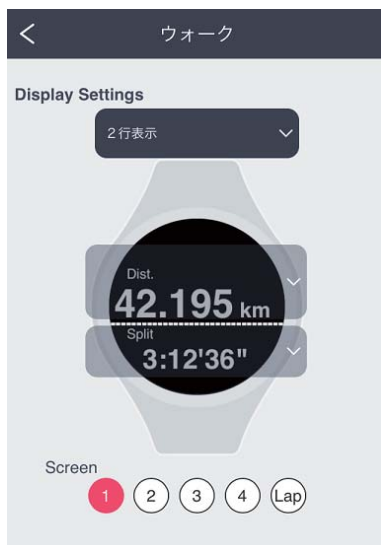 ウォーク
Display Settings
2行表示
Dist.
42.195 km
Split
3:12'36"
Screen
1 2 3 4 Lap